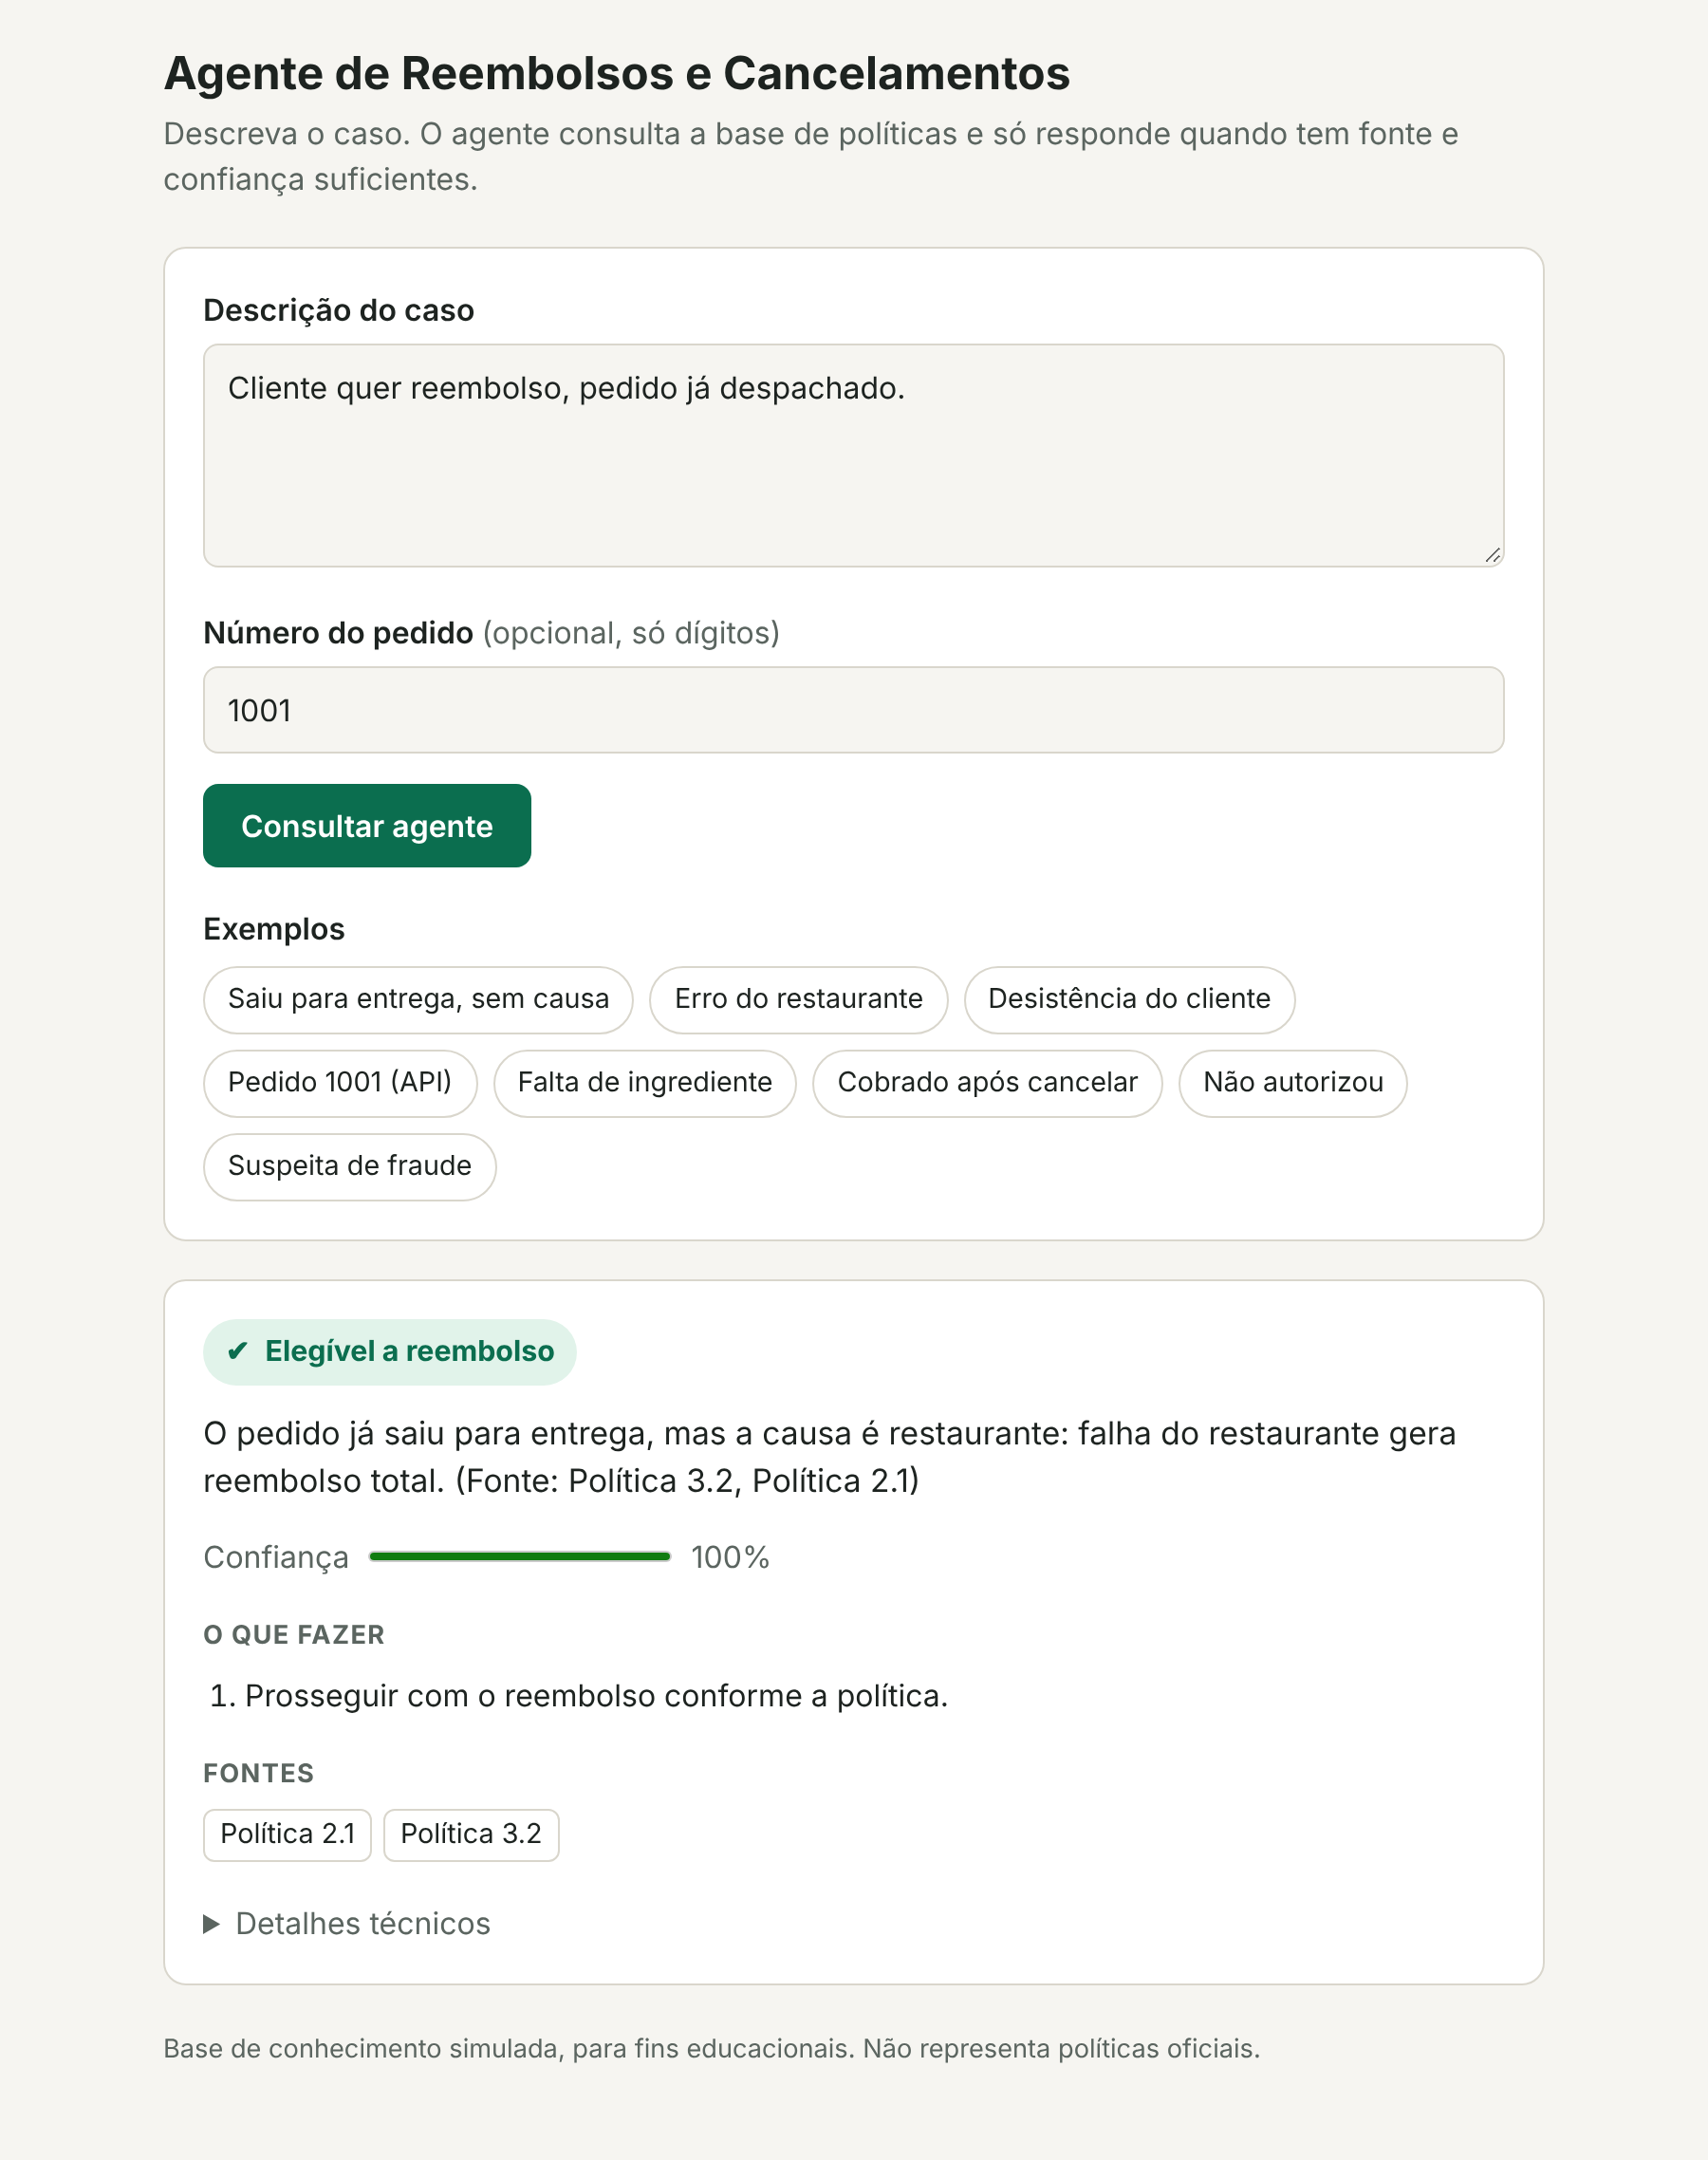 Agente de Reembolsos e Cancelamentos
Descreva o caso. O agente consulta a base de políticas e só responde quando tem fonte e
confiança suficientes.
Descrição do caso
Cliente quer reembolso, pedido já despachado.
Número do pedido (opcional, só dígitos)
1001
Consultar agente
Exemplos
Saiu para entrega, sem causa
Erro do restaurante
Desistência do cliente
Pedido 1001 (API)
Falta de ingrediente
Cobrado após cancelar
Não autorizou
Suspeita de fraude
✔ Elegível a reembolso
O pedido já saiu para entrega, mas a causa é restaurante: falha do restaurante gera
reembolso total. (Fonte: Política 3.2, Política 2.1)
Confiança 100%
O QUE FAZER
1. Prosseguir com o reembolso conforme a política.
FONTES
Política 2.1
Política 3.2
▶ Detalhes técnicos
Base de conhecimento simulada, para fins educacionais. Não representa políticas oficiais.